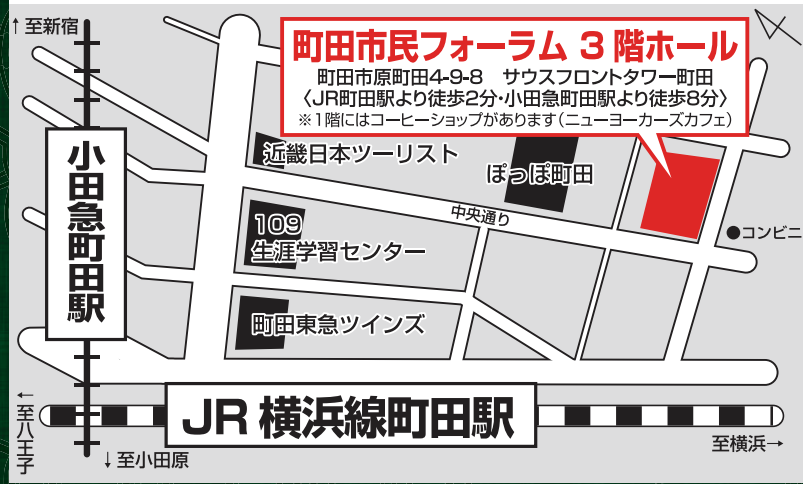 ↑至新宿
町田市民フォーラム 3階ホール
町田市原町田4-9-8 サウスフロントタワー町田
〈JR町田駅より徒歩2分・小田急町田駅より徒歩8分〉
※1階にはコーヒーショップがあります（ニューヨーカーズカフェ）
小田急町田駅
近畿日本ツーリスト
ぽっぽ町田
中央通り
109
生涯学習センター
●コンビニ
町田東急ツインズ
JR 横浜線町田駅
←至八王子
↓至小田原
至横浜→